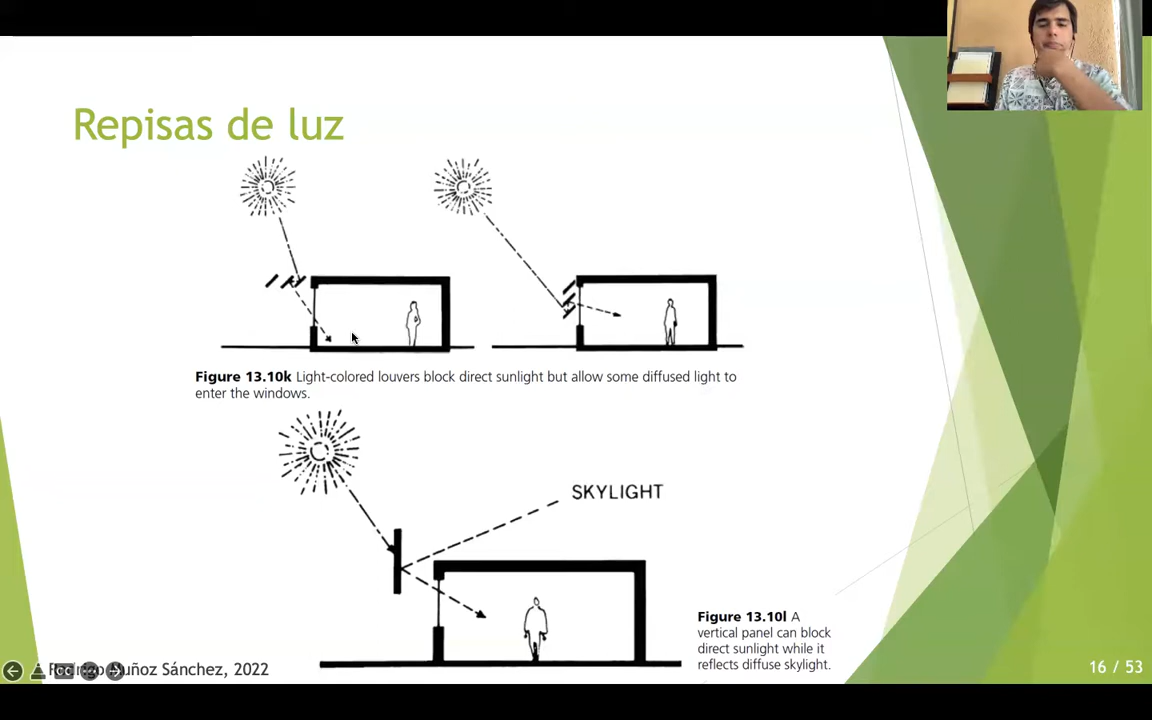 Repisas de luz
Figure 13.10k Light-colored louvers block direct sunlight but allow some diffused light to
enter the windows.
SKYLIGHT
Figure 13.10l A
vertical panel can block
direct sunlight while it
reflects diffuse skylight.
Rodrigo Muñoz Sánchez, 2022
16 / 53